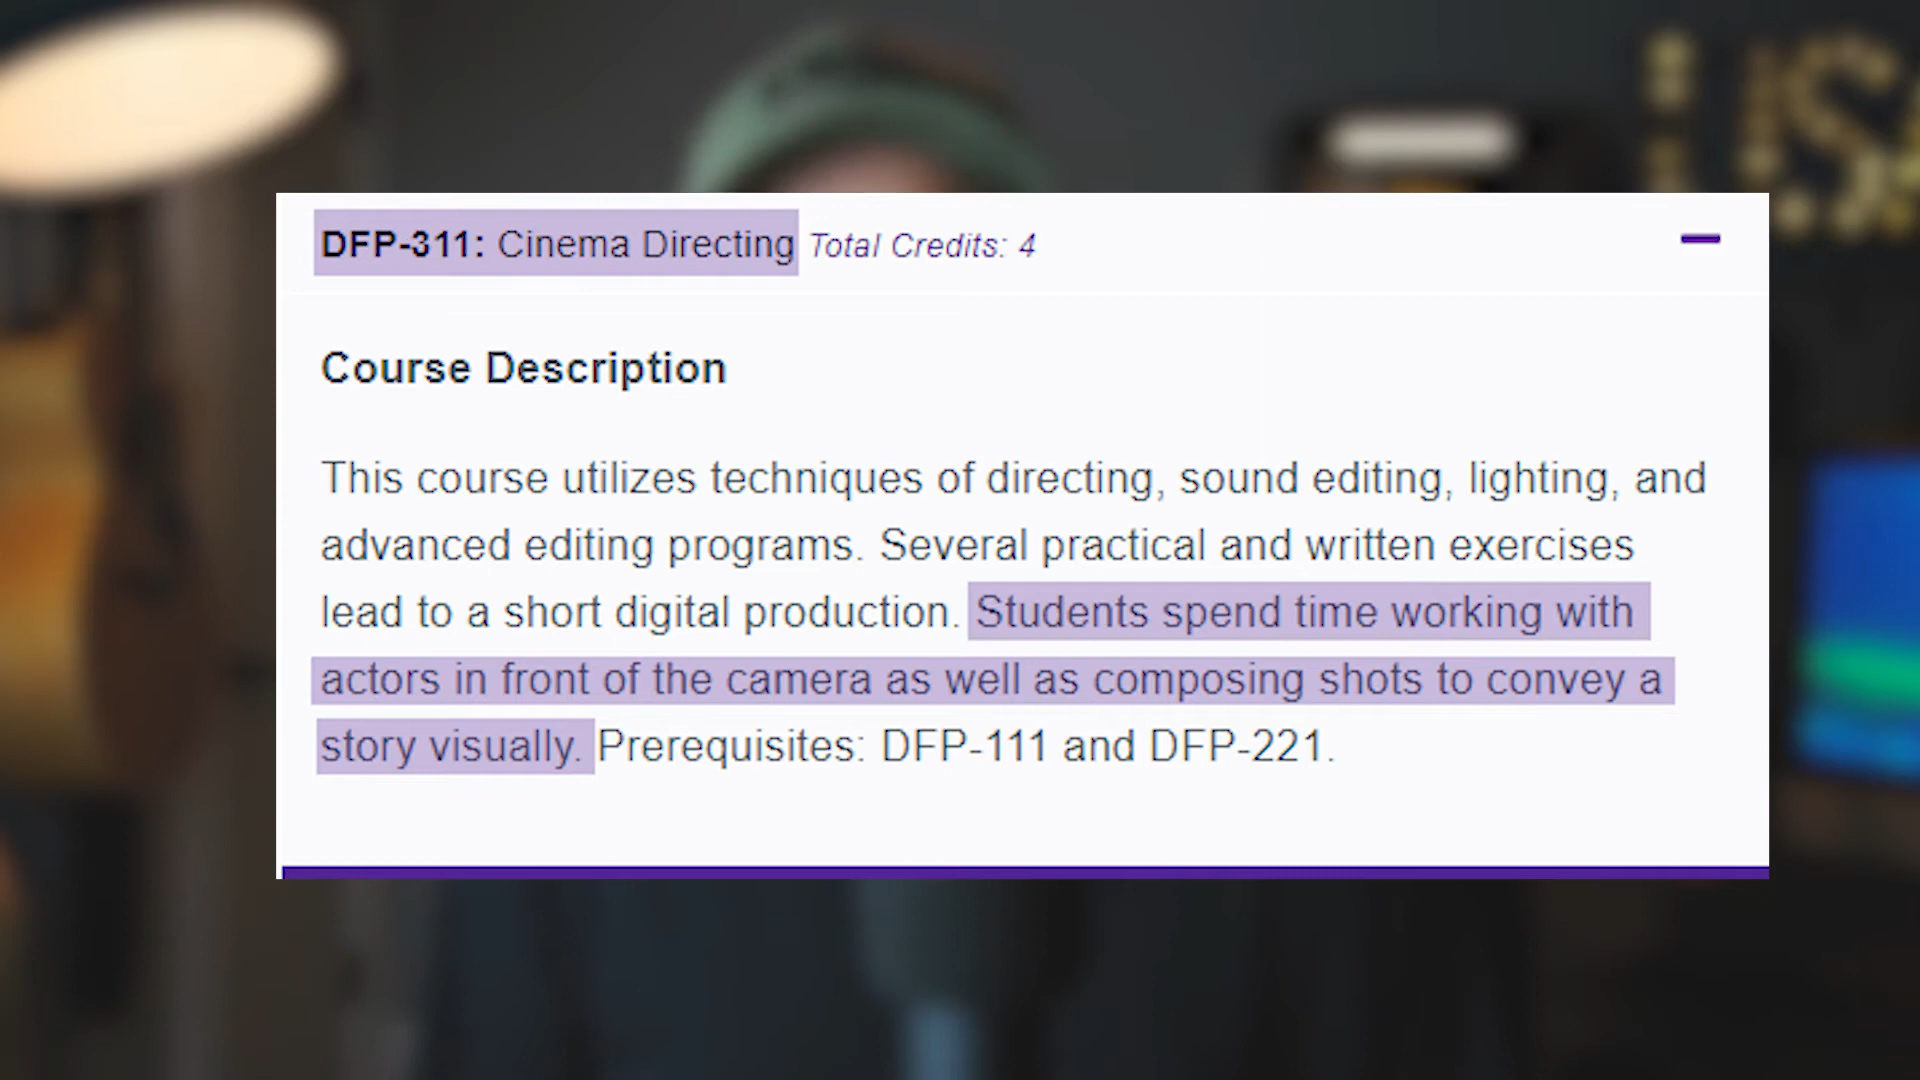 DFP-311: Cinema Directing Total Credits: 4
Course Description
This course utilizes techniques of directing, sound editing, lighting, and
advanced editing programs. Several practical and written exercises
lead to a short digital production. Students spend time working with
actors in front of the camera as well as composing shots to convey a
story visually. Prerequisites: DFP-111 and DFP-221.